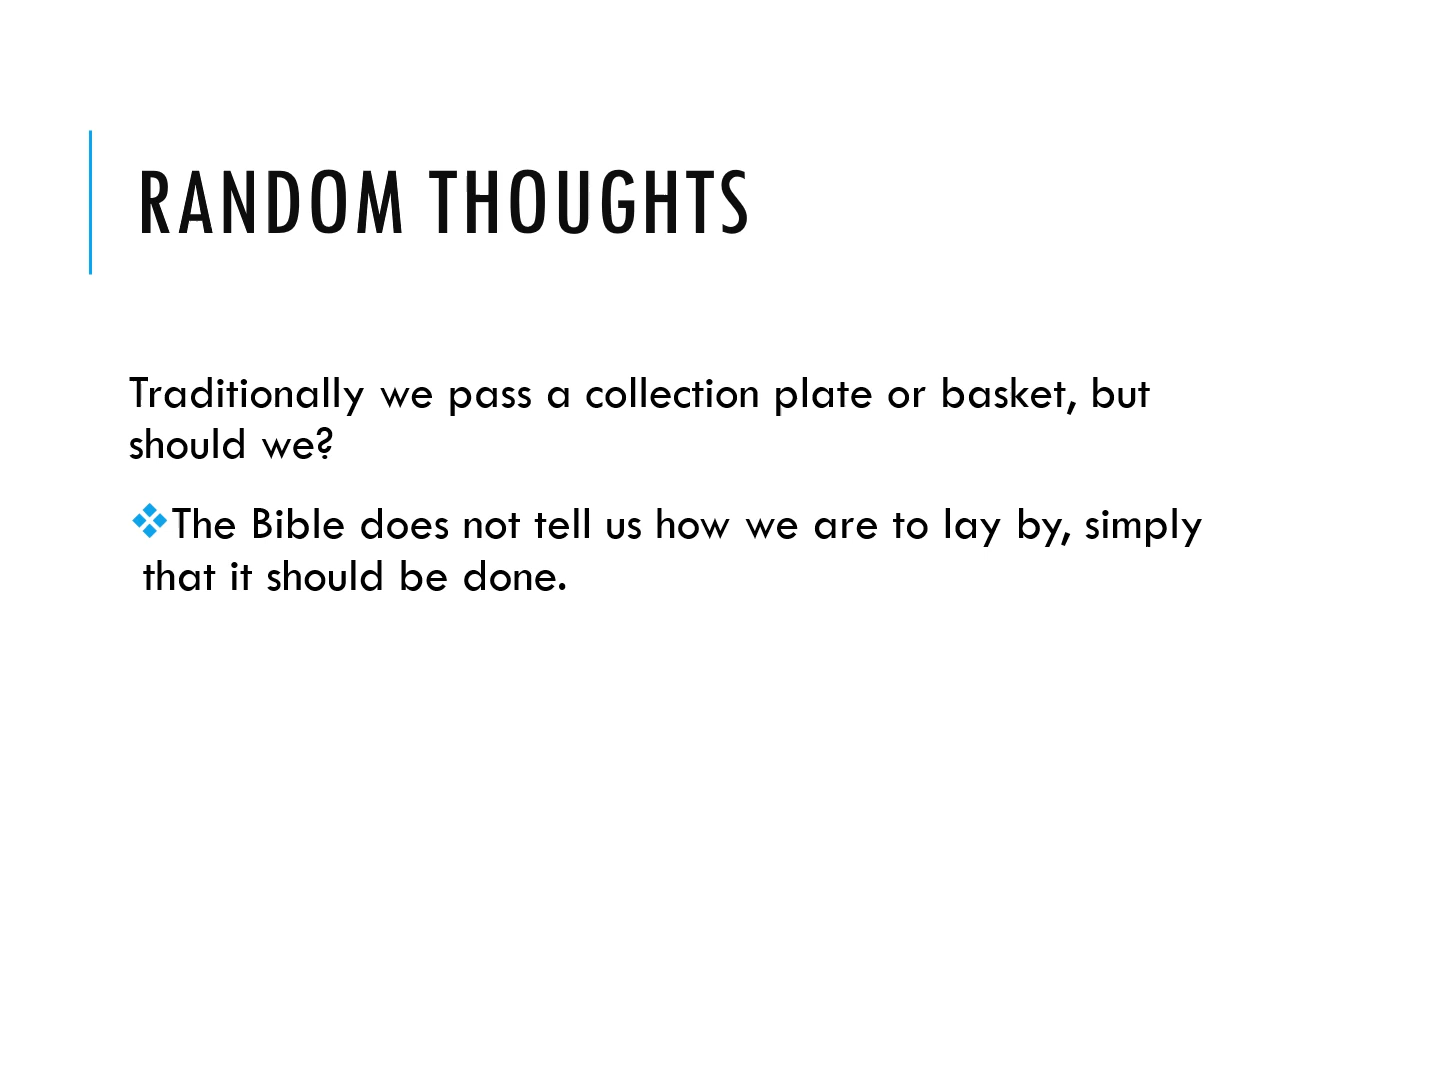 RANDOM THOUGHTS
Traditionally we pass a collection plate or basket, but
should we?
❖The Bible does not tell us how we are to lay by, simply
that it should be done.